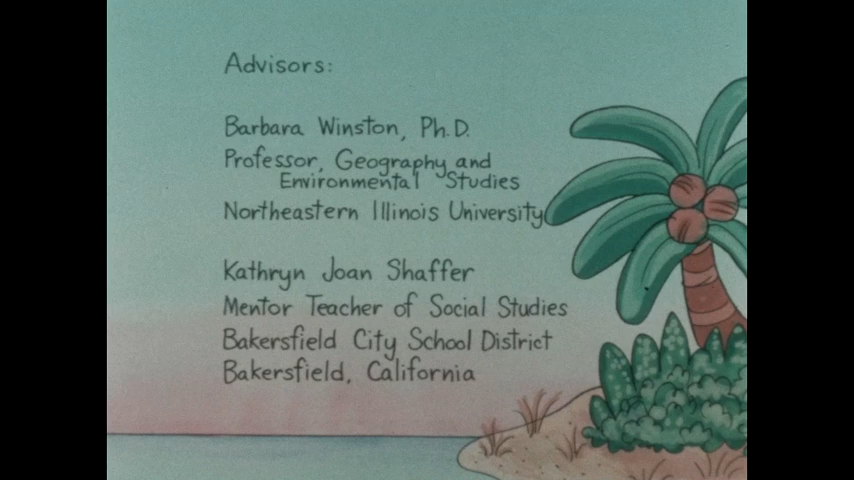 Advisors:
Barbara Winston, Ph.D.
Professor, Geography and
Environmental Studies
Northeastern Illinois University
Kathryn Joan Shaffer
Mentor Teacher of Social Studies
Bakersfield City School District
Bakersfield, California